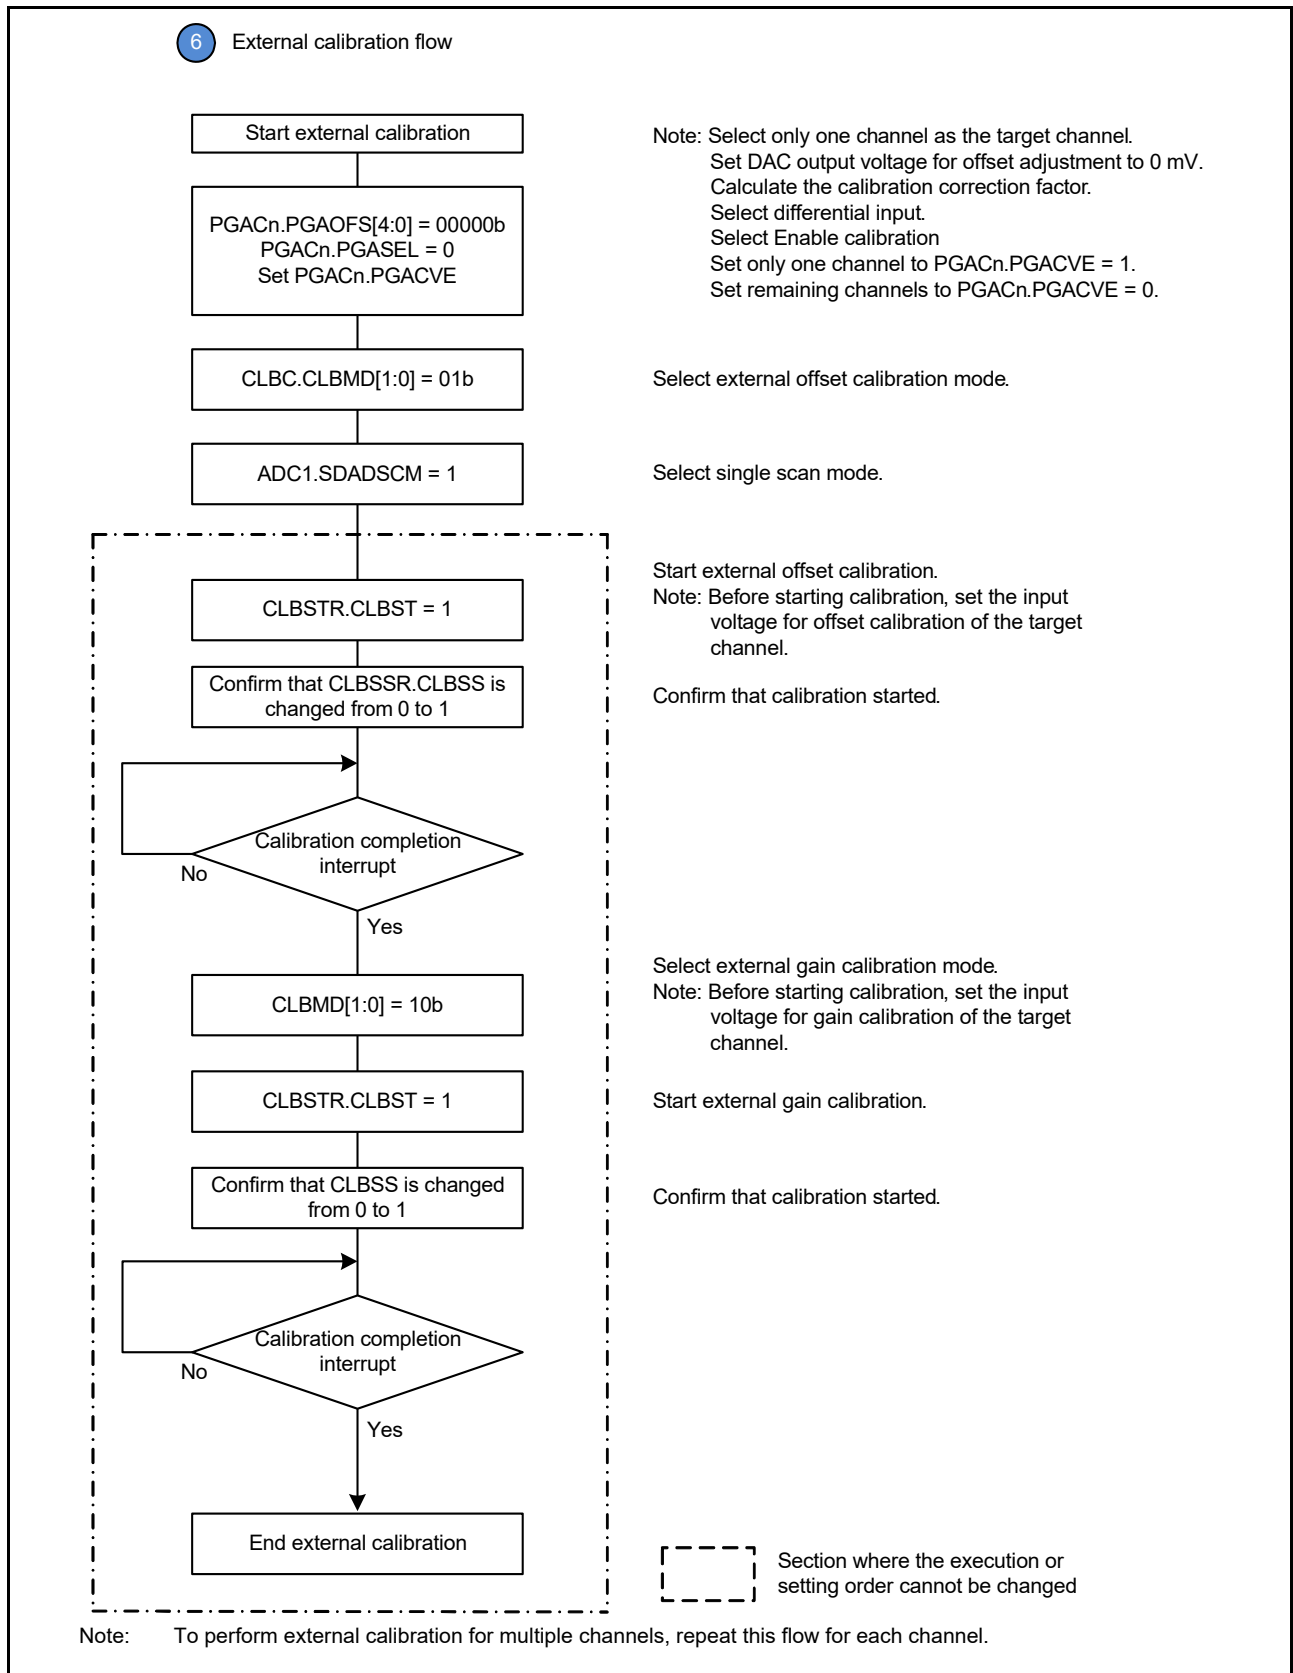 6 External calibration flow
Start external calibration
Note: Select only one channel as the target channel.
Set DAC output voltage for offset adjustment to 0 mV.
Calculate the calibration correction factor.
Select differential input.
Select Enable calibration
Set only one channel to PGACn.PGACVE = 1.
Set remaining channels to PGACn.PGACVE = 0.
PGACn.PGAOFS[4:0] = 00000b
PGACn.PGASEL = 0
Set PGACn.PGACVE
CLBC.CLBMD[1:0] = 01b
Select external offset calibration mode.
ADC1.SDADSCM = 1
Select single scan mode.
CLBSTR.CLBST = 1
Start external offset calibration.
Note: Before starting calibration, set the input
voltage for offset calibration of the target
channel.
Confirm that CLBSSR.CLBSS is
changed from 0 to 1
Confirm that calibration started.
Calibration completion
interrupt
No
Yes
CLBMD[1:0] = 10b
Select external gain calibration mode.
Note: Before starting calibration, set the input
voltage for gain calibration of the target
channel.
CLBSTR.CLBST = 1
Start external gain calibration.
Confirm that CLBSS is changed
from 0 to 1
Confirm that calibration started.
Calibration completion
interrupt
No
Yes
End external calibration
Section where the execution or
setting order cannot be changed
Note: To perform external calibration for multiple channels, repeat this flow for each channel.